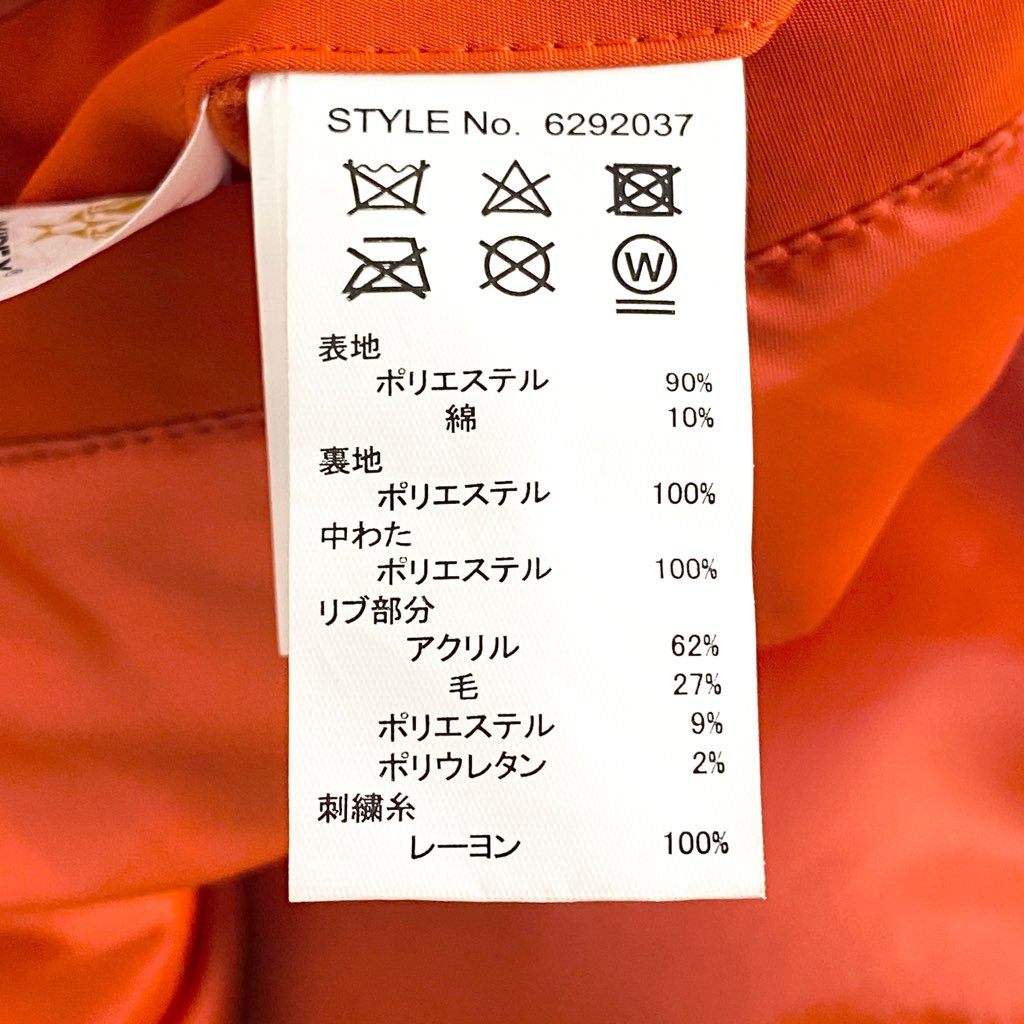 STYLE No. 6292037
W
表地
ポリエステル 90%
綿 10%
裏地
ポリエステル 100%
中わた
ポリエステル 100%
リブ部分
アクリル 62%
毛 27%
ポリエステル 9%
ポリウレタン 2%
刺繍糸
レーヨン 100%